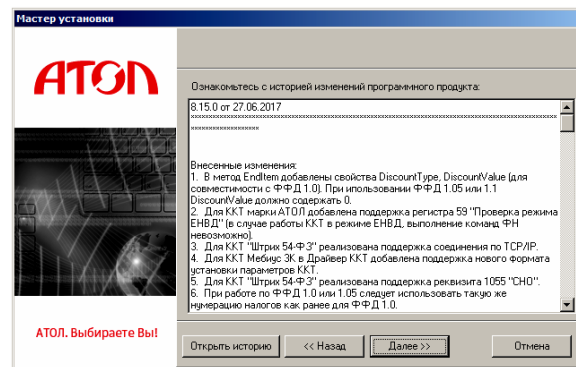 Мастер установки
АТОЛ
Ознакомьтесь с историей изменений программного продукта:
8.15.0 от 27.06.2017
Внесенные изменения:
1. В метод EndItem добавлены свойства DiscountType, DiscountValue (для
совместимости с ФФД 1.0). При ипользовании ФФД 1.05 или 1.1
DiscountValue должно содержать 0.
2. Для ККТ марки АТОЛ добавлена поддержка регистра 59 "Проверка режима
ЕНВД" (в случае работы ККТ в режиме ЕНВД, выполнение команд ФН
невозможно).
3. Для ККТ "Штрих 54-ФЗ" реализована поддержка соединения по TCP/IP.
4. Для ККТ Мебиус 3К в Драйвер ККТ добавлена поддержка нового формата
установки параметров ККТ.
5. Для ККТ "Штрих 54-ФЗ" реализована поддержка реквизита 1055 "СНО".
6. При работе по ФФД 1.0 или 1.05 следует использовать такую же
нумерацию налогов как ранее для ФФД 1.0.
АТОЛ. Выбираете Вы!
Открыть историю
<< Назад
Далее >>
Отмена